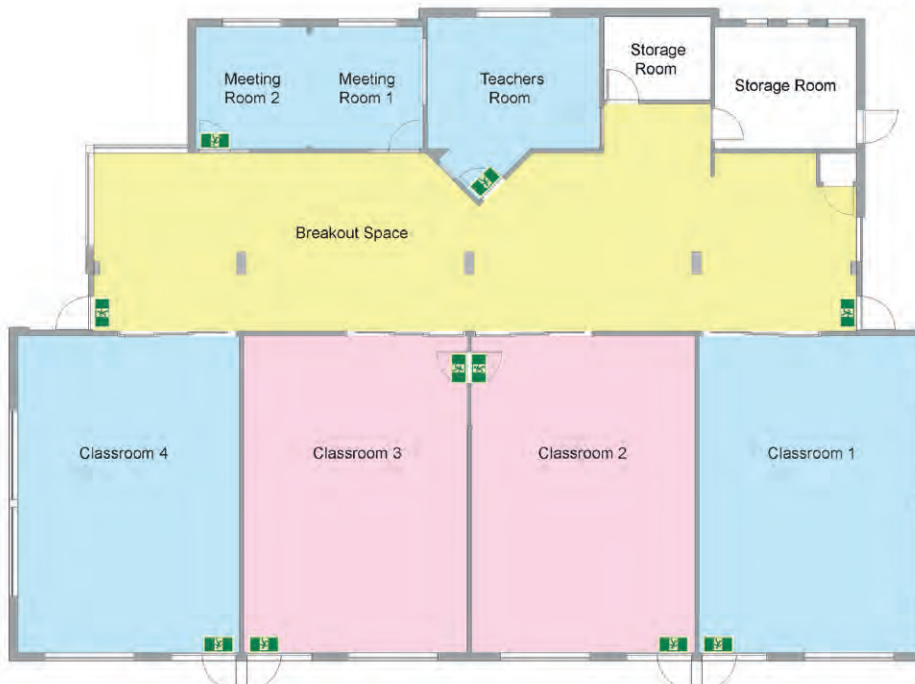 Storage
Room
Meeting
Room 2
Meeting
Room 1
Teachers
Room
Storage Room
Breakout Space
Classroom 4
Classroom 3
Classroom 2
Classroom 1